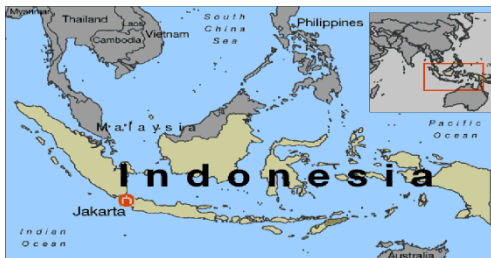 Myanmar
Thailand
Laos
Cambodia
Vietnam
South
China
Sea
Philippines
Malaysia
Pacific
Ocean
Indonesia
Jakarta
Indian
Ocean
Australia